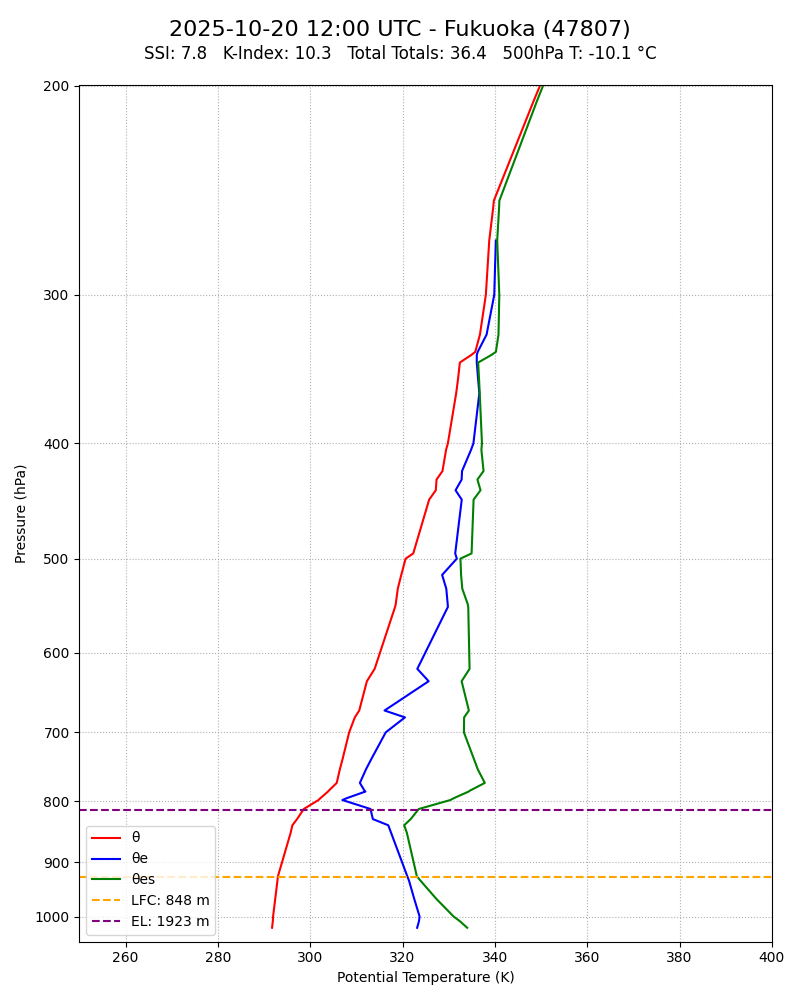 2025-10-20 12:00 UTC - Fukuoka (47807)
SSI: 7.8   K-Index: 10.3   Total Totals: 36.4   500hPa T: -10.1 °C
200
300
400
500
600
700
800
900
1000
Pressure (hPa)
θ
θe
θes
LFC: 848 m
EL: 1923 m
260
280
300
320
340
360
380
400
Potential Temperature (K)